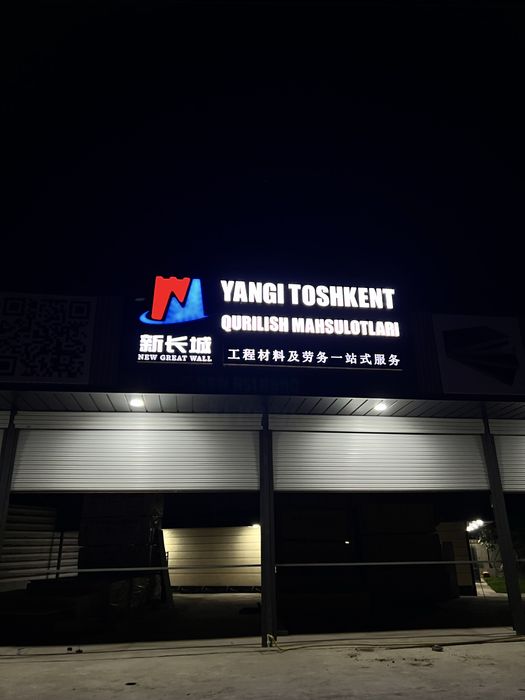 YANGI TOSHKENT
QURILISH MAHSULOTLARI
新长城
NEW GREAT WALL
工程材料及劳务一站式服务